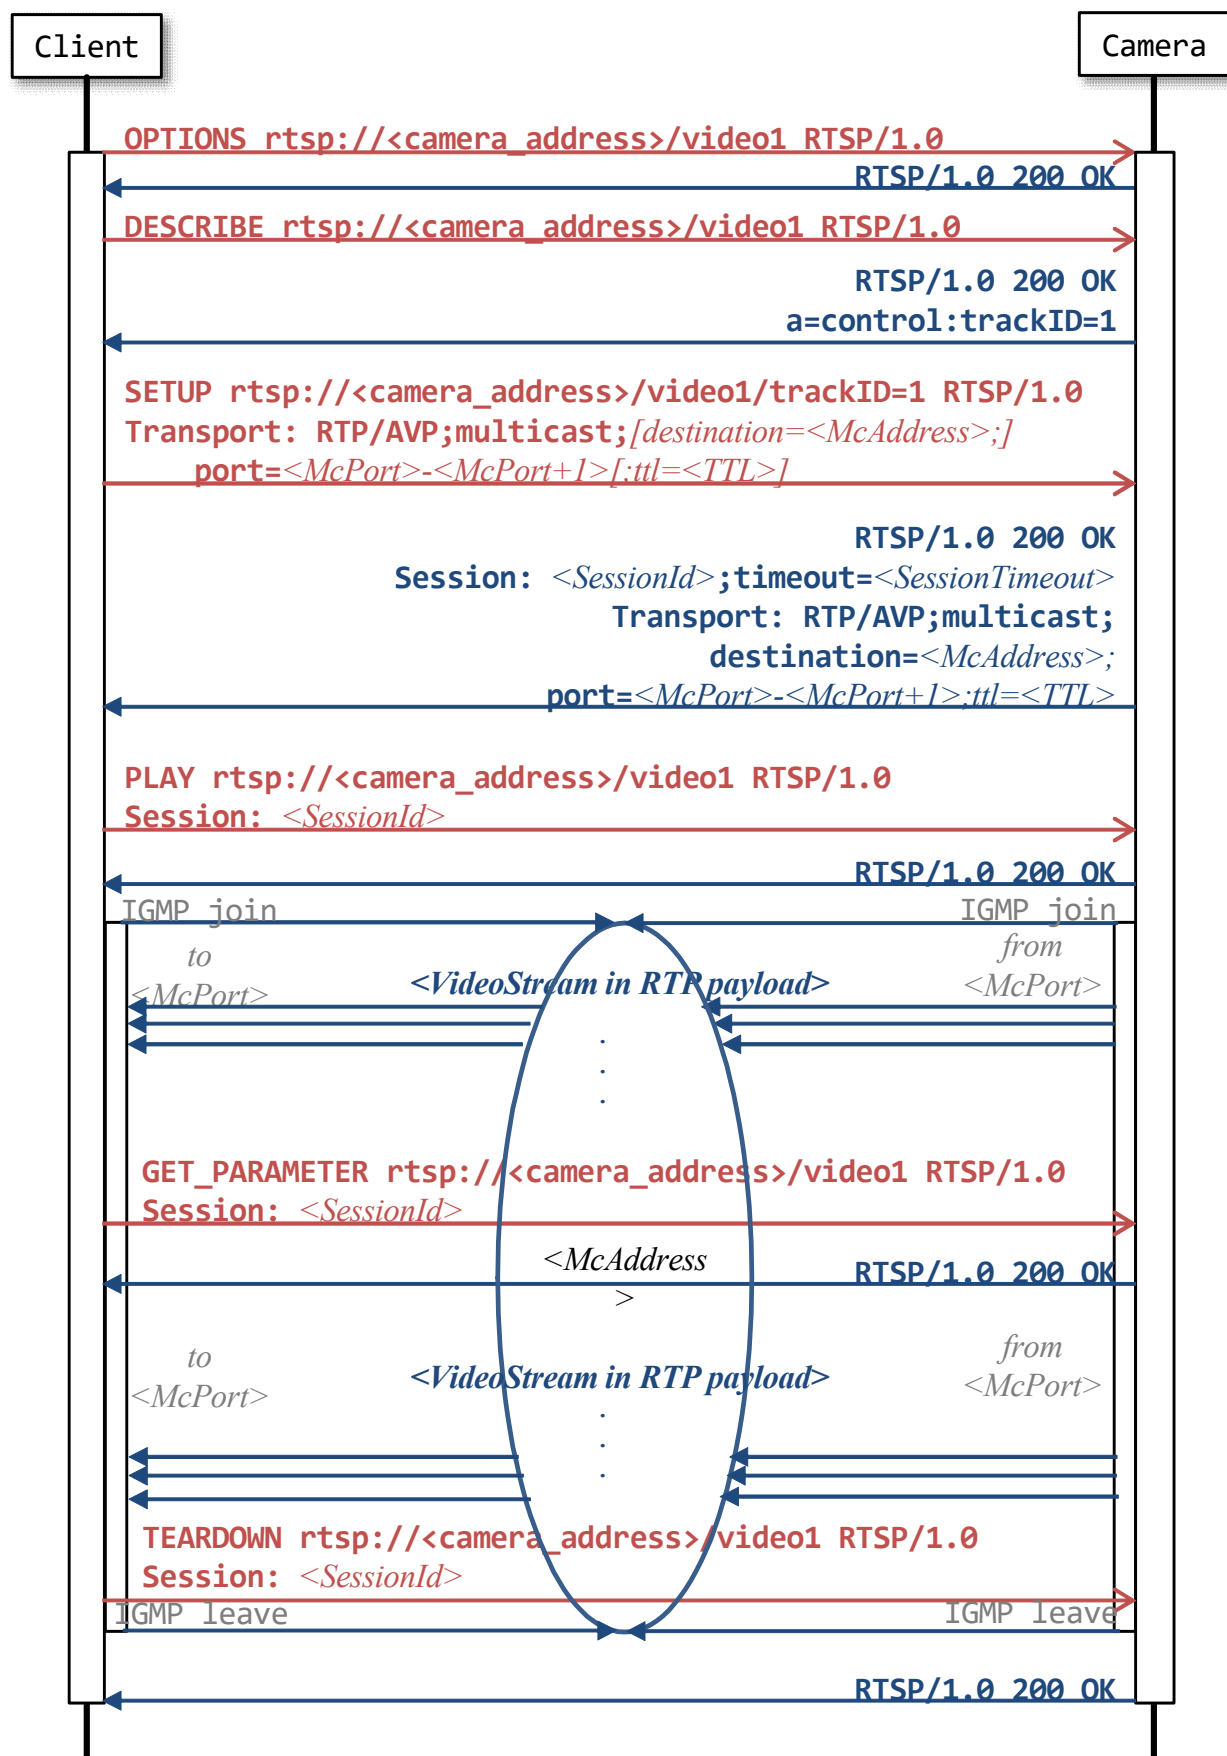 Client
Camera
OPTIONS rtsp://<camera_address>/video1 RTSP/1.0
RTSP/1.0 200 OK
DESCRIBE rtsp://<camera_address>/video1 RTSP/1.0
RTSP/1.0 200 OK
a=control:trackID=1
SETUP rtsp://<camera_address>/video1/trackID=1 RTSP/1.0
Transport: RTP/AVP;multicast;[destination=<McAddress>;]
port=<McPort>-<McPort+1>[;ttl=<TTL>]
RTSP/1.0 200 OK
Session: <SessionId>;timeout=<SessionTimeout>
Transport: RTP/AVP;multicast;
destination=<McAddress>;
port=<McPort>-<McPort+1>;ttl=<TTL>
PLAY rtsp://<camera_address>/video1 RTSP/1.0
Session: <SessionId>
RTSP/1.0 200 OK
IGMP join
IGMP join
to
<McPort>
<VideoStream in RTP payload>
from
<McPort>
.
.
.
GET_PARAMETER rtsp://<camera_address>/video1 RTSP/1.0
Session: <SessionId>
<McAddress
>
RTSP/1.0 200 OK
to
<McPort>
<VideoStream in RTP payload>
from
<McPort>
.
.
.
TEARDOWN rtsp://<camera_address>/video1 RTSP/1.0
Session: <SessionId>
IGMP leave
IGMP leave
RTSP/1.0 200 OK